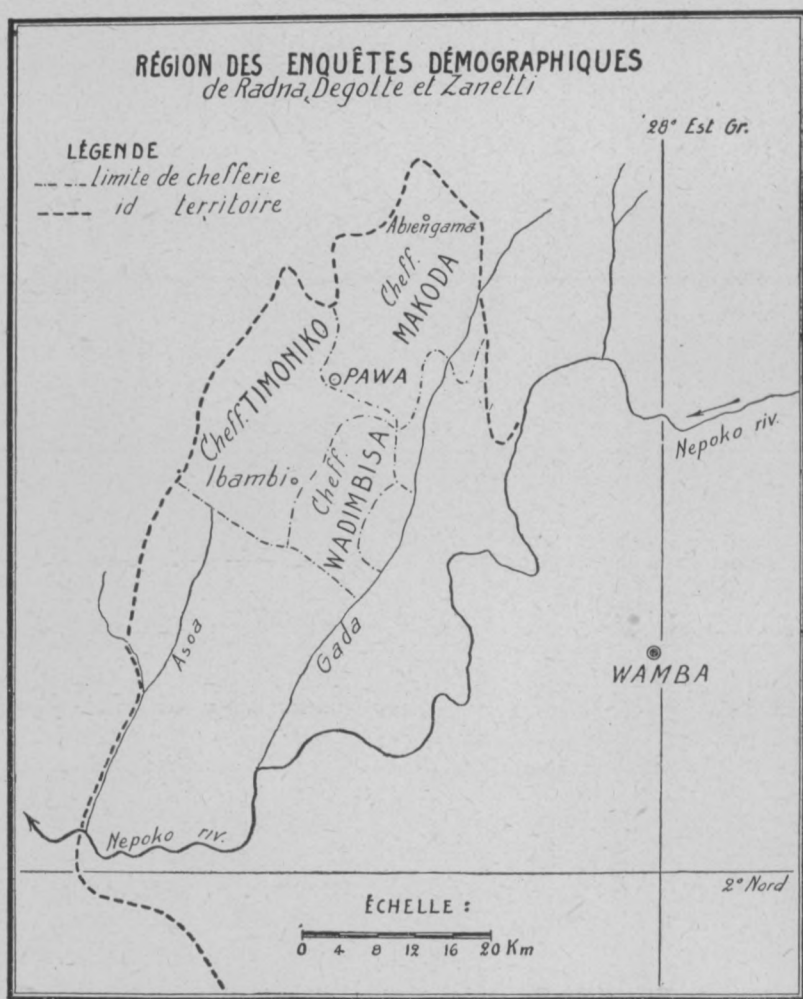 RÉGION DES ENQUÊTES DÉMOGRAPHIQUES
de Radna, Degotte et Zanetti
28° Est Gr.
LÉGENDE
limite de chefferie
id territoire
Abiengama
Cheff. MAKODA
Cheff. TIMONIKO
PAWA
Nepoko riv.
Ibambi
Cheff. WADIMBISA
Asoa
Gada
WAMBA
Nepoko riv.
2° Nord
ÉCHELLE :
0 4 8 12 16 20 Km